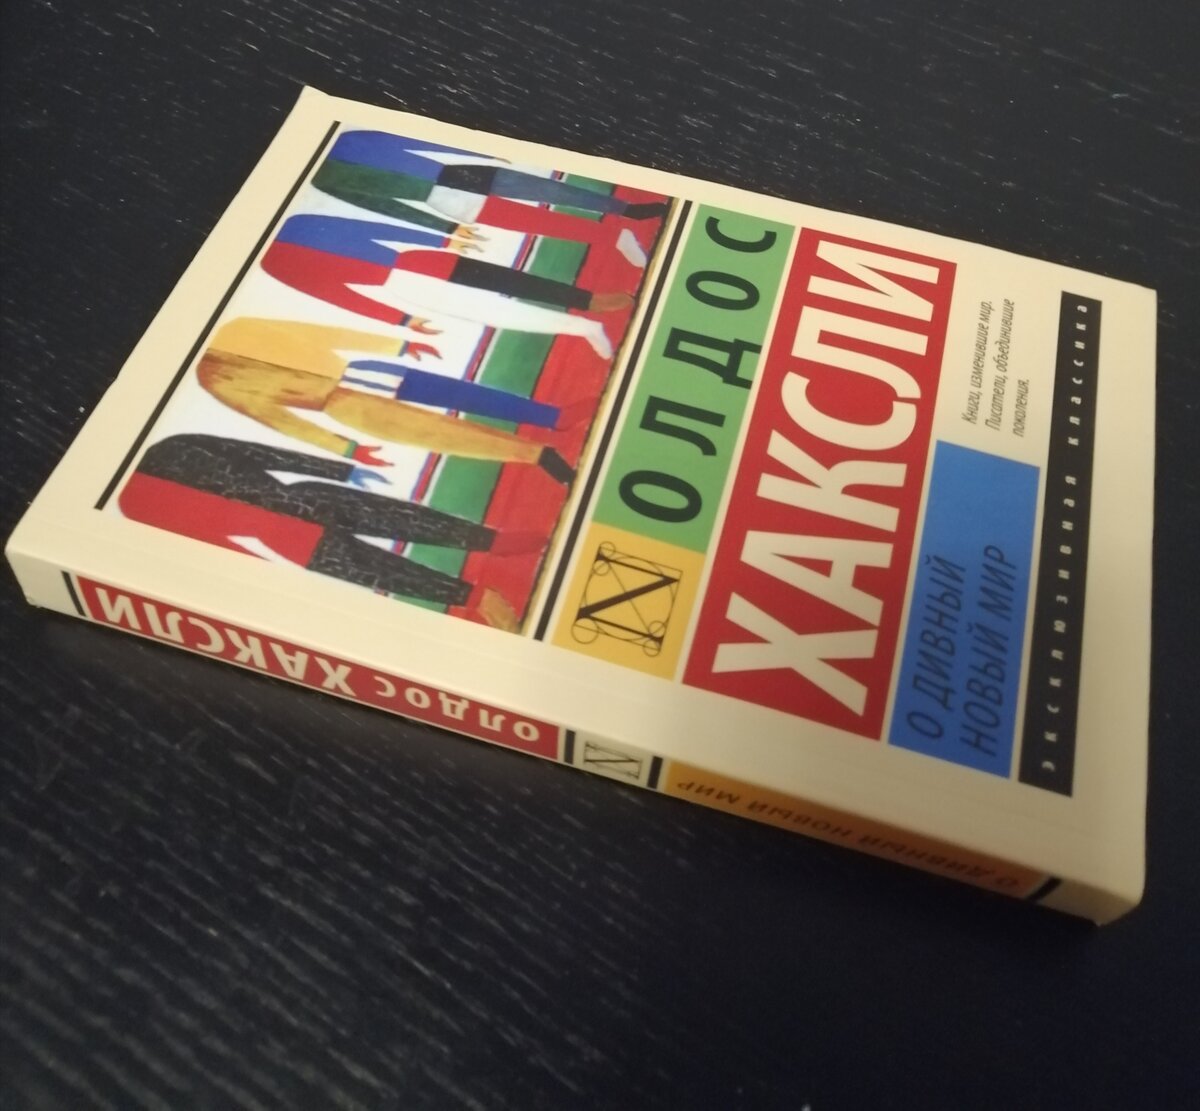 ОЛДОС
ХАКСЛИ
О ДИВНЫЙ
НОВЫЙ МИР
Книги, изменившие мир.
Писатели, объединившие
поколения.
эксклюзивная классика
олдос ХАКСЛИ
N
О ДИВНЫЙ НОВЫЙ МИР